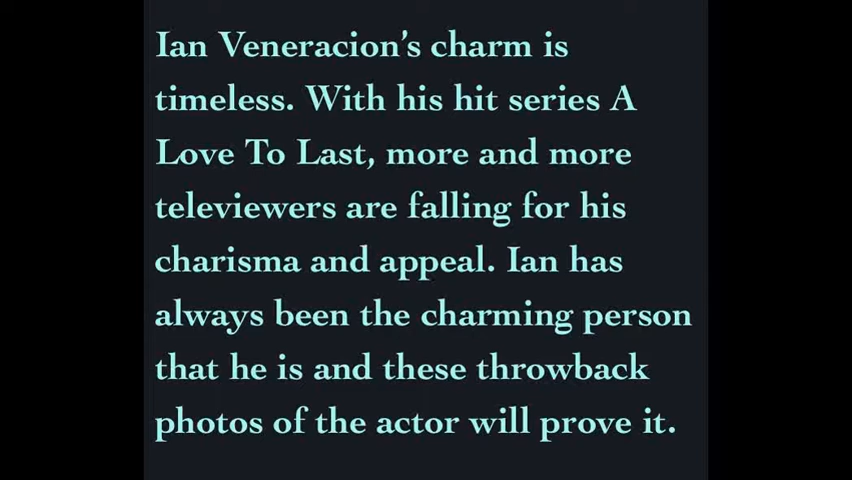 Ian Veneracion’s charm is
timeless. With his hit series A
Love To Last, more and more
televiewers are falling for his
charisma and appeal. Ian has
always been the charming person
that he is and these throwback
photos of the actor will prove it.